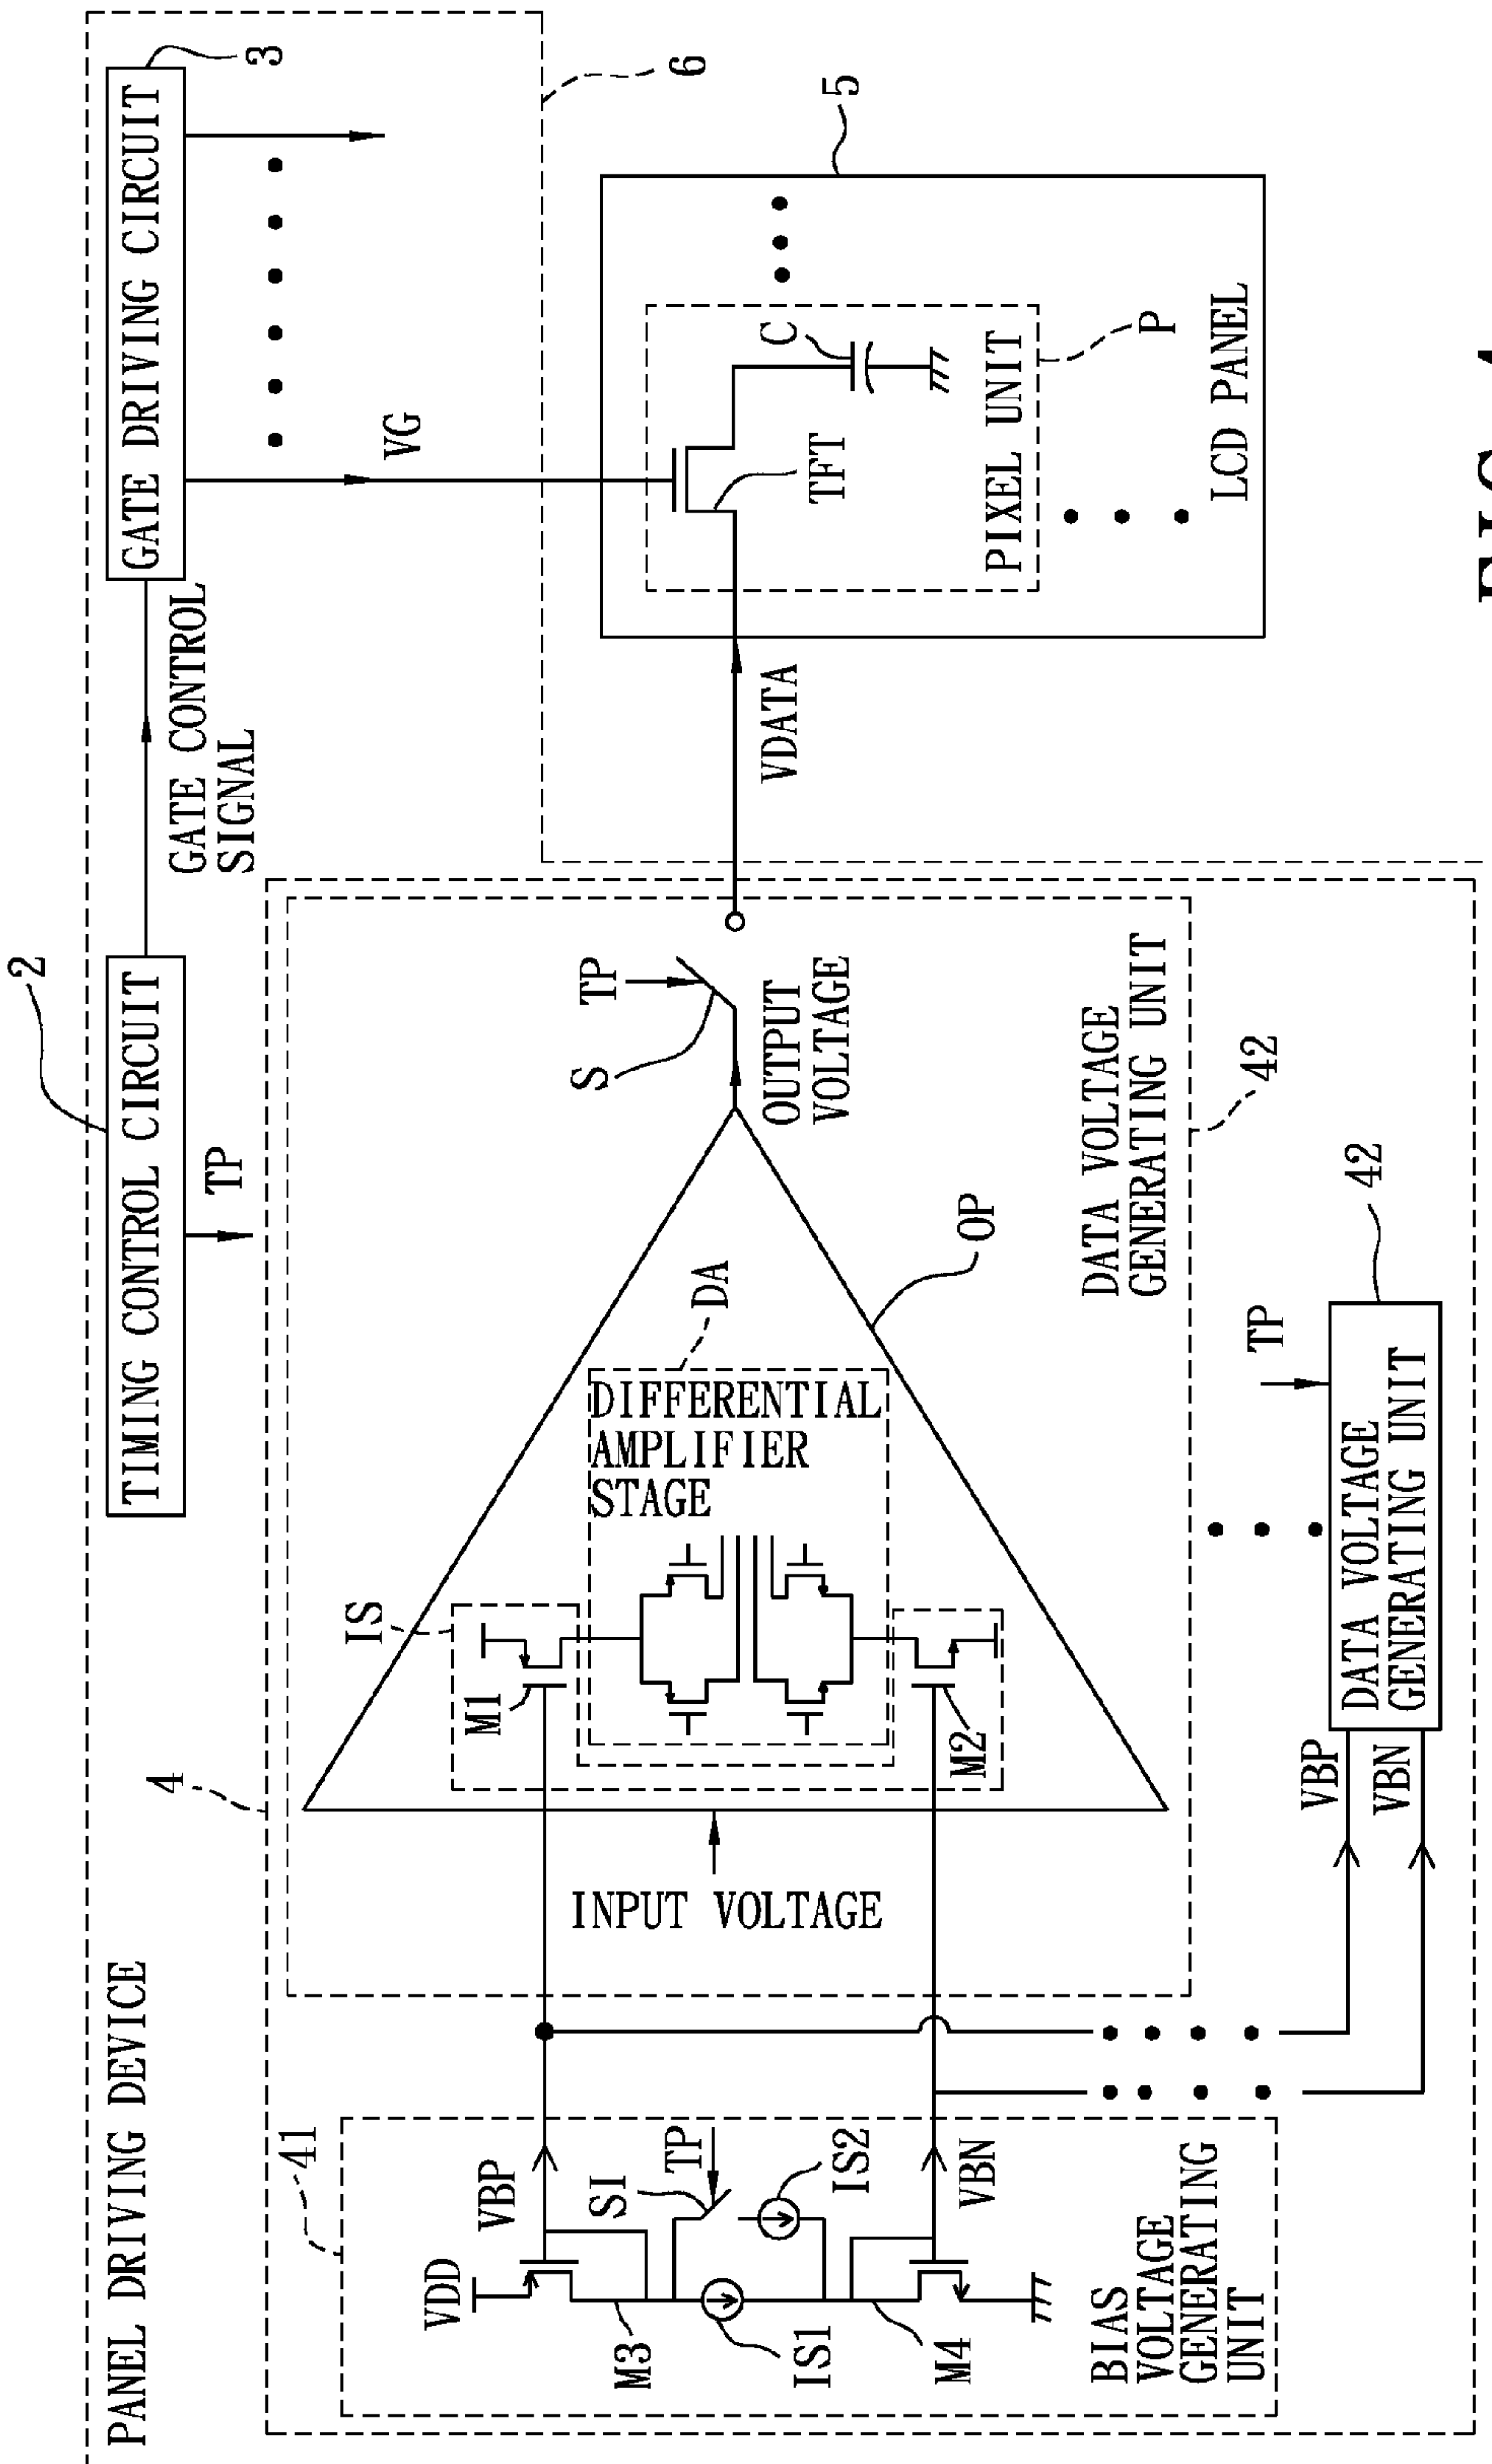 PANEL DRIVING DEVICE
2
TIMING CONTROL CIRCUIT
TP
GATE CONTROL
SIGNAL
GATE DRIVING CIRCUIT
3
VG
6
4
41
VDD
VBP
M3
SI
TP
IS1
IS2
M4
VBN
BIAS
VOLTAGE
GENERATING
UNIT
INPUT VOLTAGE
IS
M1
M2
DIFFERENTIAL
AMPLIFIER
STAGE
DA
OP
S
TP
OUTPUT
VOLTAGE
DATA VOLTAGE
GENERATING UNIT
42
VDATA
5
TFT
C
PIXEL UNIT
P
LCD PANEL
VBP
VBN
TP
DATA VOLTAGE
GENERATING UNIT
42